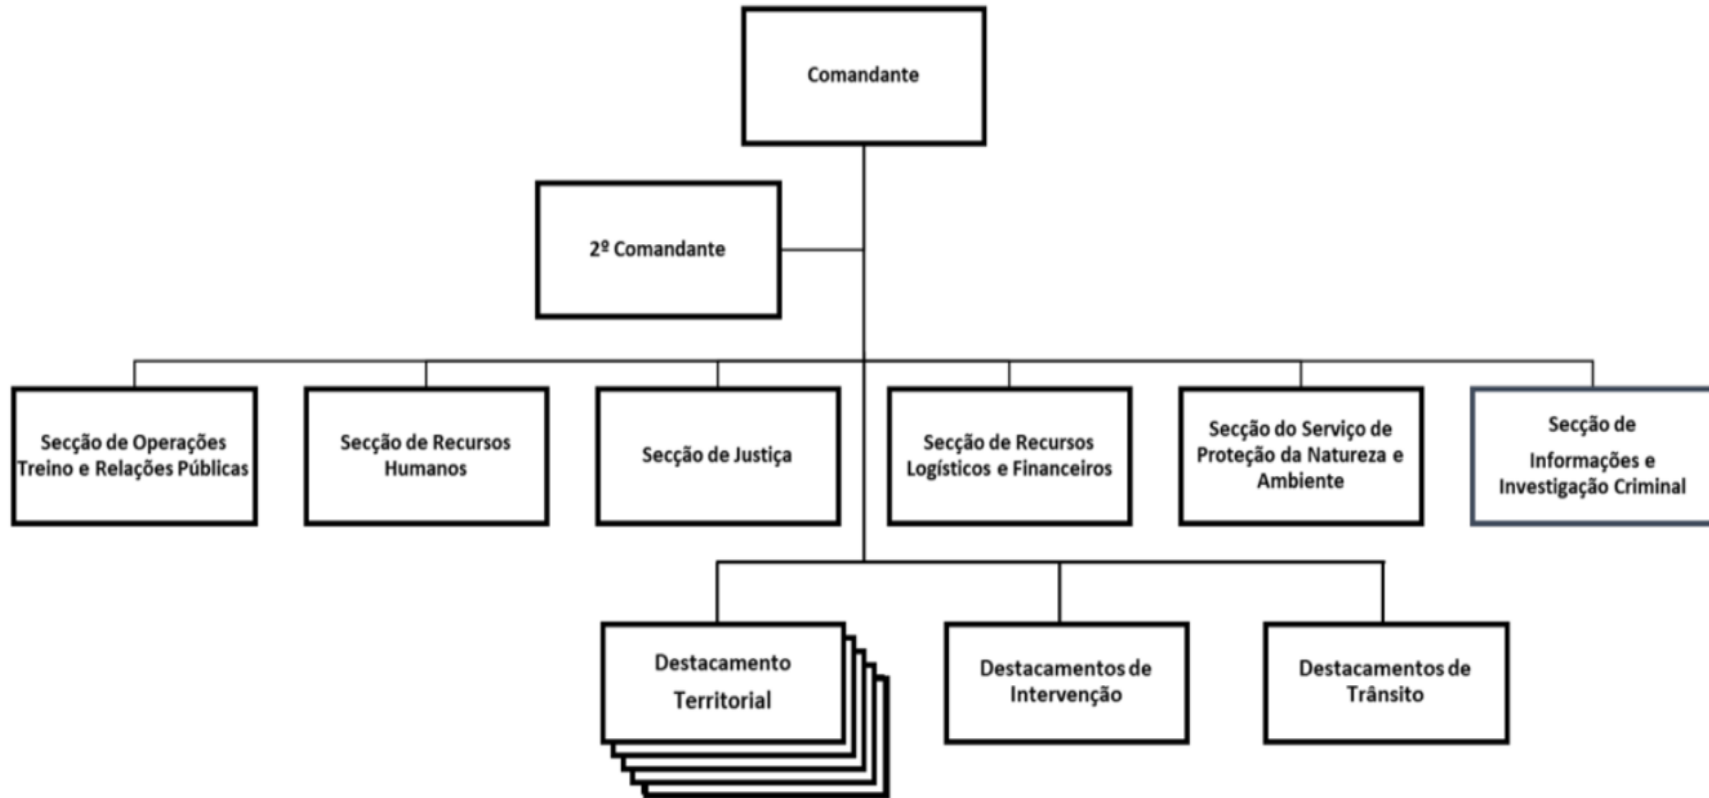 Comandante
2º Comandante
Secção de Operações
Treino e Relações Públicas
Secção de Recursos
Humanos
Secção de Justiça
Secção de Recursos
Logísticos e Financeiros
Secção do Serviço de
Proteção da Natureza e
Ambiente
Secção de
Informações e
Investigação Criminal
Destacamento
Territorial
Destacamentos de
Intervenção
Destacamentos de
Trânsito